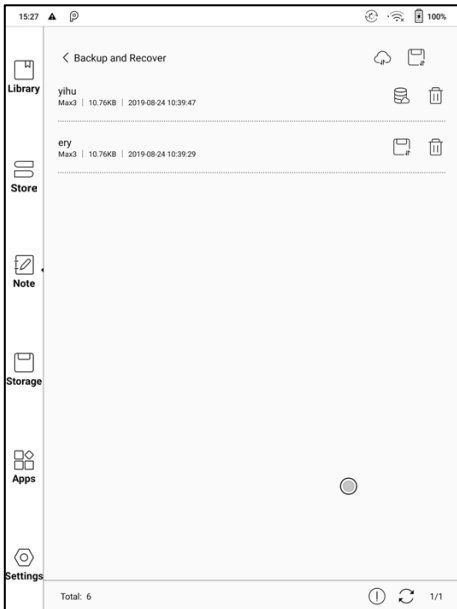 15:27 100%
Backup and Recover
Library
yihu
Max3 | 10.76KB | 2019-08-24 10:39:47
ery
Max3 | 10.76KB | 2019-08-24 10:39:29
Store
Note
Storage
Apps
Settings
Total: 6 1/1